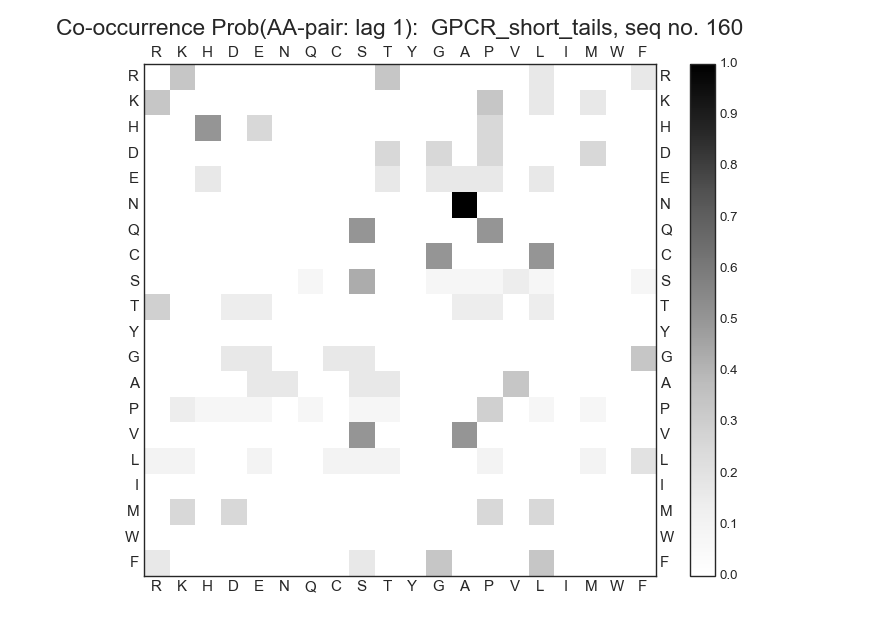 Co-occurrence Prob(AA-pair: lag 1):  GPCR_short_tails, seq no. 160
R K H D E N Q C S T Y G A P V L I M W F
1.0
R R
0.9
K K
H H
0.8
D D
E E
0.7
N N
0.6
Q Q
C C
0.5
S S
T T
0.4
Y Y
G G
0.3
A A
P P
0.2
V V
L L
0.1
I I
M M
W W
F F
0.0
R K H D E N Q C S T Y G A P V L I M W F